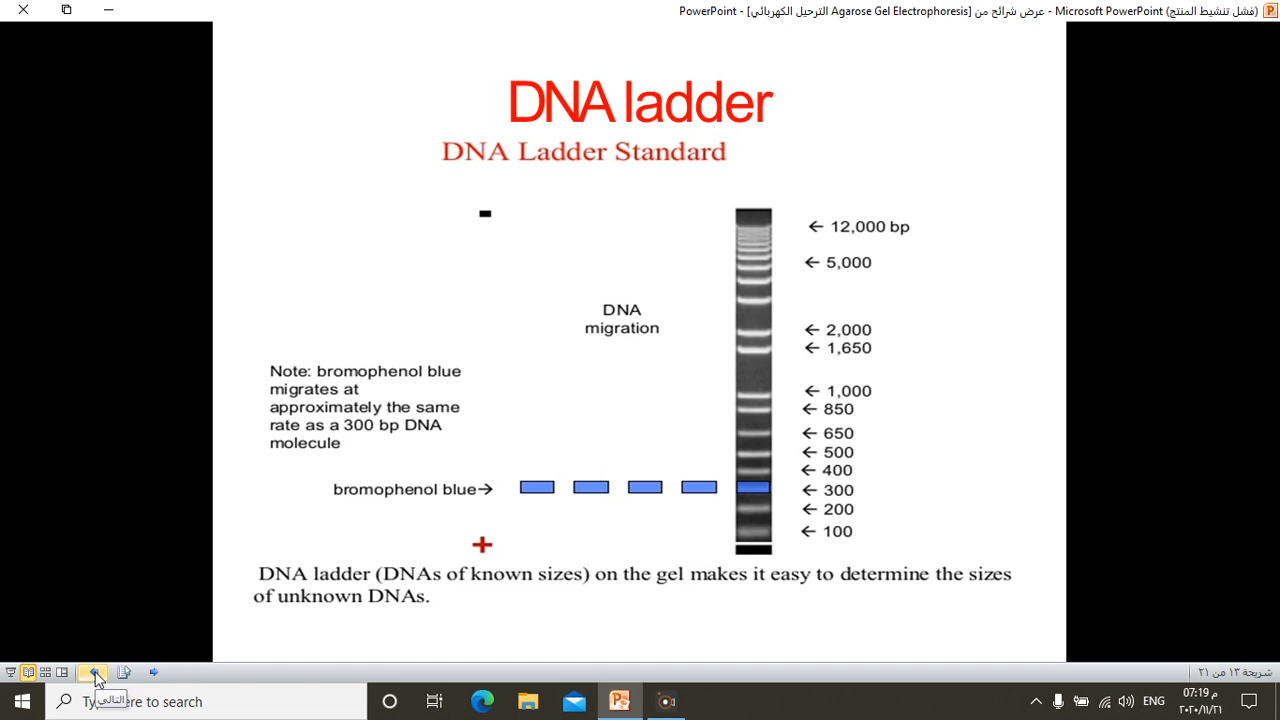 عرض شرائح من [Agarose Gel Electrophoresis الترحيل الكهربائي] - Microsoft PowerPoint (فشل تنشيط المنتج) - PowerPoint
DNA ladder
DNA Ladder Standard
-
← 12,000 bp
← 5,000
DNA
migration
← 2,000
← 1,650
Note: bromophenol blue
migrates at
approximately the same
rate as a 300 bp DNA
molecule
← 1,000
← 850
← 650
← 500
← 400
bromophenol blue→
← 300
← 200
← 100
+
DNA ladder (DNAs of known sizes) on the gel makes it easy to determine the sizes
of unknown DNAs.
شريحة ١٣ من ٢١
التالي
Ty here to search
ENG
07:19 م
٢٠٢٠/١١/٢١